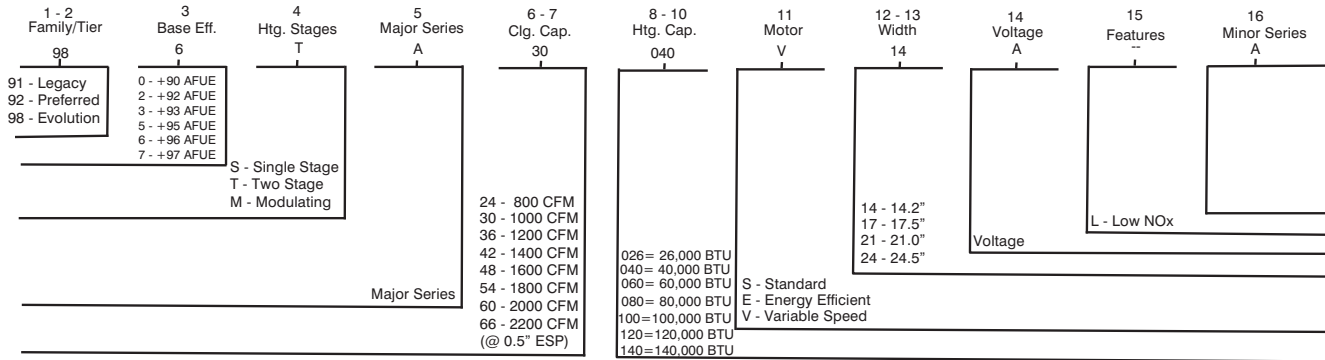 1 - 2 3 4 5 6 - 7 8 - 10 11 12 - 13 14 15 16
Family/Tier Base Eff. Htg. Stages Major Series Clg. Cap. Htg. Cap. Motor Width Voltage Features Minor Series
98 6 T A 30 040 V 14 A -- A
91 - Legacy
92 - Preferred
98 - Evolution
0 - +90 AFUE
2 - +92 AFUE
3 - +93 AFUE
5 - +95 AFUE
6 - +96 AFUE
7 - +97 AFUE
S - Single Stage
T - Two Stage
M - Modulating
Major Series
24 - 800 CFM
30 - 1000 CFM
36 - 1200 CFM
42 - 1400 CFM
48 - 1600 CFM
54 - 1800 CFM
60 - 2000 CFM
66 - 2200 CFM
(@ 0.5” ESP)
026= 26,000 BTU
040= 40,000 BTU
060= 60,000 BTU
080= 80,000 BTU
100=100,000 BTU
120=120,000 BTU
140=140,000 BTU
S - Standard
E - Energy Efficient
V - Variable Speed
14 - 14.2”
17 - 17.5”
21 - 21.0”
24 - 24.5”
Voltage
L - Low NOx